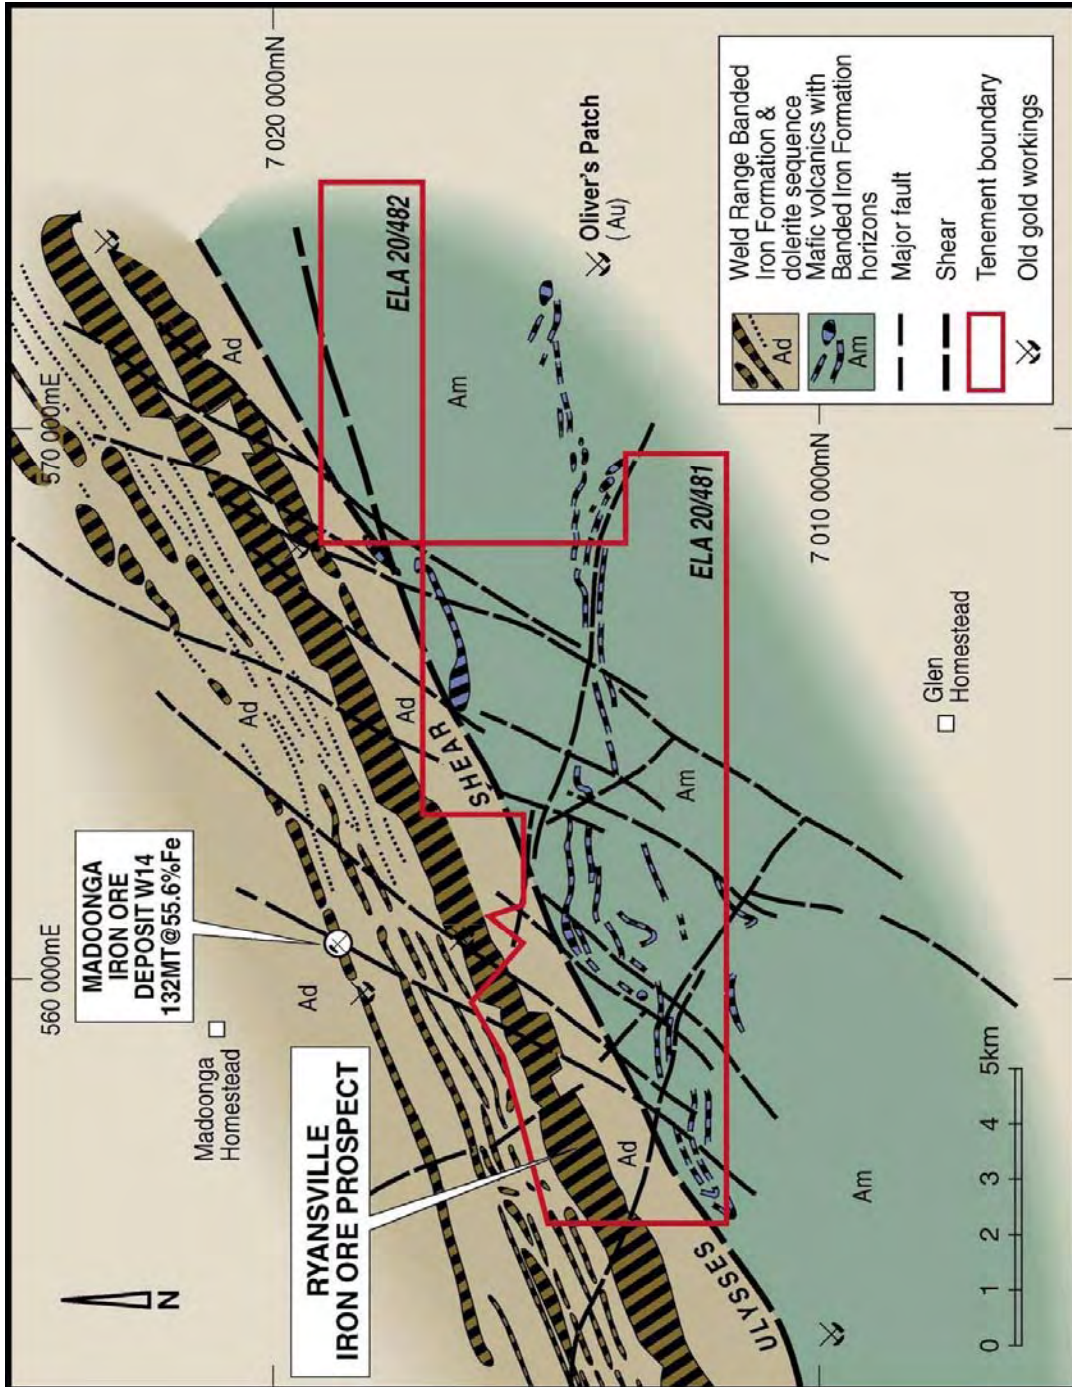 7 020 000mN
570 000mE
560 000mE
7 010 000mN
MADOONGA
IRON ORE
DEPOSIT W14
132MT@55.6%Fe
Madoonga
Homestead
RYANSVILLE
IRON ORE PROSPECT
Ad
Ad
Ad
Ad
Ad
ELA 20/482
Am
Oliver's Patch
( Au)
ELA 20/481
Am
Am
ULYSSES
SHEAR
Glen
Homestead
N
0 1 2 3 4 5km
Ad
Weld Range Banded
Iron Formation &
dolerite sequence
Am
Mafic volcanics with
Banded Iron Formation
horizons
Major fault
Shear
Tenement boundary
Old gold workings